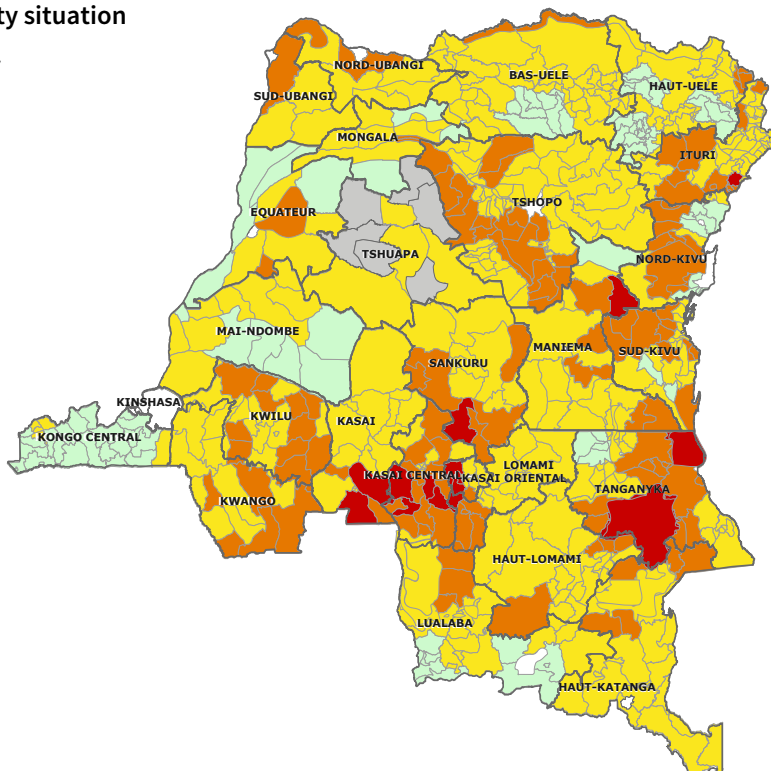 ty situation
NORD-UBANGI
SUD-UBANGI
BAS-UELE
HAUT-UELE
MONGALA
ITURI
EQUATEUR
TSHOPO
TSHUAPA
NORD-KIVU
MAI-NDOMBE
SANKURU
MANIEMA
SUD-KIVU
KINSHASA
KWILU
KASAI
KONGO CENTRAL
LOMAMI
KASAI CENTRAL
KASAI ORIENTAL
TANGANYKA
KWANGO
HAUT-LOMAMI
LUALABA
HAUT-KATANGA